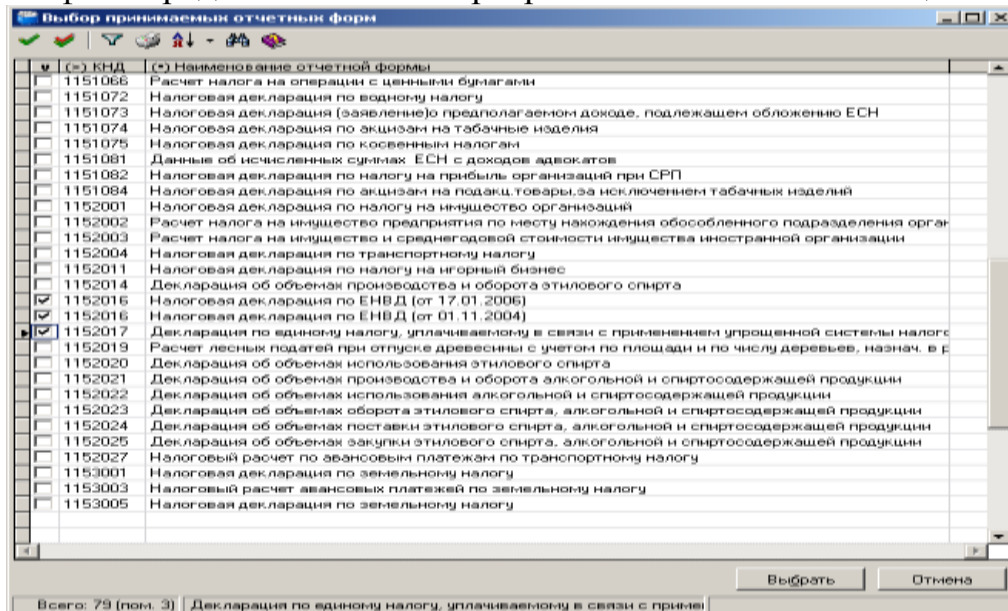 Выбор принимаемых отчетных форм
v (=) КНД (*) Наименование отчетной формы
1151066 Расчет налога на операции с ценными бумагами
1151072 Налоговая декларация по водному налогу
1151073 Налоговая декларация (заявление)о предполагаемом доходе, подлежащем обложению ЕСН
1151074 Налоговая декларация по акцизам на табачные изделия
1151075 Налоговая декларация по косвенным налогам
1151081 Данные об исчисленных суммах ЕСН с доходов адвокатов
1151082 Налоговая декларация по налогу на прибыль организаций при СРП
1151084 Налоговая декларация по акцизам на подакц.товары,за исключением табачных изделий
1152001 Налоговая декларация по налогу на имущество организаций
1152002 Расчет налога на имущество предприятия по месту нахождения обособленного подразделения орган
1152003 Расчет налога на имущество и среднегодовой стоимости имущества иностранной организации
1152004 Налоговая декларация по транспортному налогу
1152011 Налоговая декларация по налогу на игорный бизнес
1152014 Декларация об объемах производства и оборота этилового спирта
1152016 Налоговая декларация по ЕНВД (от 17.01.2006)
1152016 Налоговая декларация по ЕНВД (от 01.11.2004)
1152017 Декларация по единому налогу, уплачиваемому в связи с применением упрощенной системы налого
1152019 Расчет лесных податей при отпуске древесины с учетом по площади и по числу деревьев, назнач. в р
1152020 Декларация об объемах использования этилового спирта
1152021 Декларация об объемах производства и оборота алкогольной и спиртосодержащей продукции
1152022 Декларация об объемах использования алкогольной и спиртосодержащей продукции
1152023 Декларация об объемах оборота этилового спирта, алкогольной и спиртосодержащей продукции
1152024 Декларация об объемах поставки этилового спирта, алкогольной и спиртосодержащей продукции
1152025 Декларация об объемах закупки этилового спирта, алкогольной и спиртосодержащей продукции
1152027 Налоговый расчет по авансовым платежам по транспортному налогу
1153001 Налоговая декларация по земельному налогу
1153003 Налоговый расчет авансовых платежей по земельному налогу
1153005 Налоговая декларация по земельному налогу
Выбрать Отмена
Всего: 79 (пом. 3) Декларация по единому налогу, уплачиваемому в связи с приме